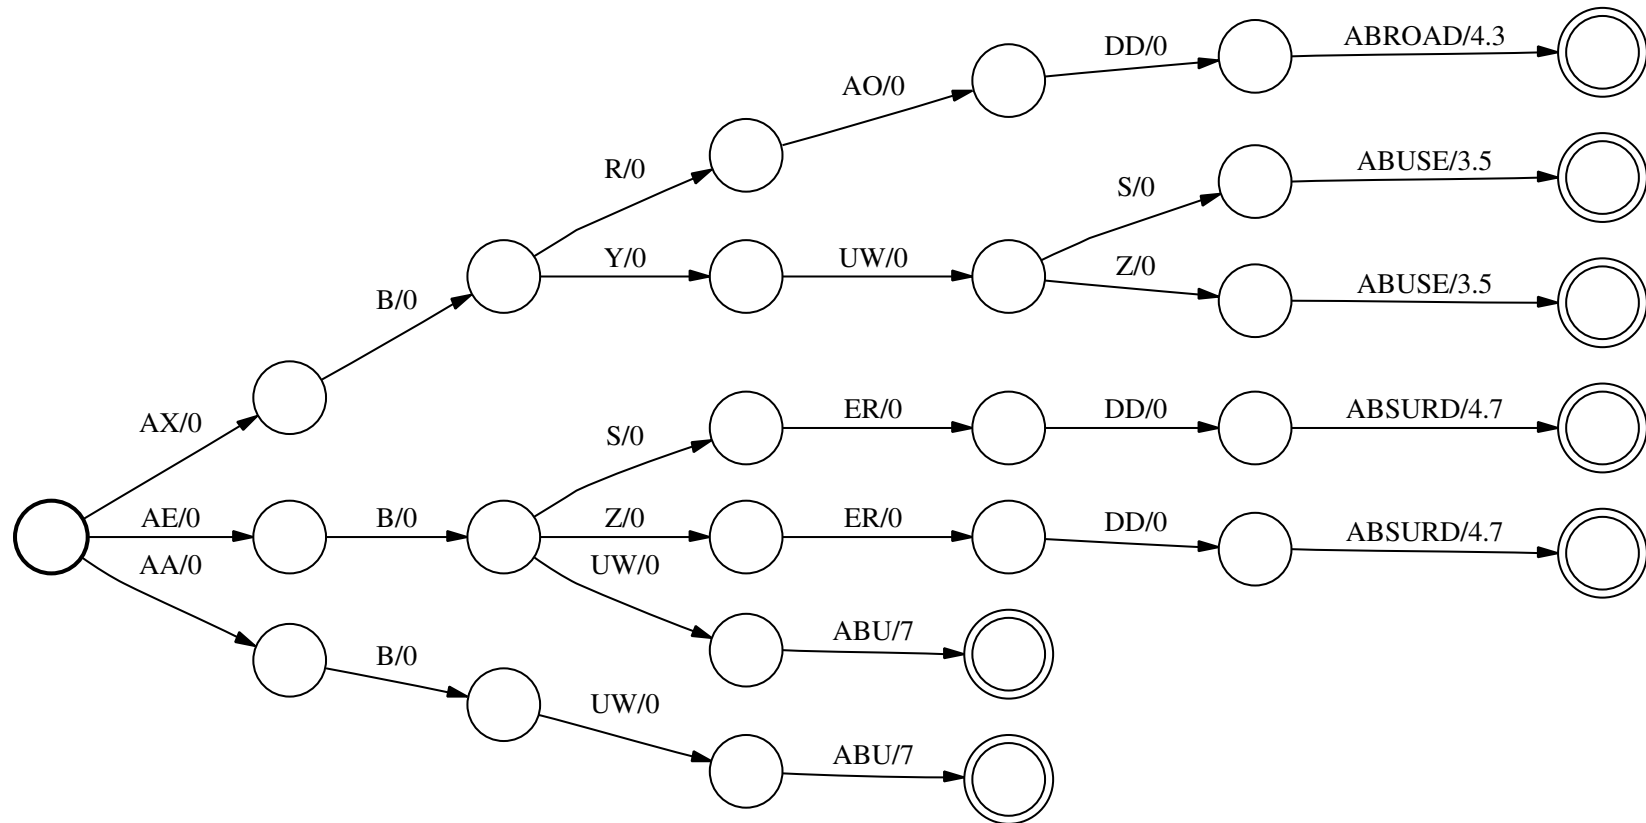 ABROAD/4.3
DD/0
AO/0
R/0
ABUSE/3.5
S/0
Y/0
UW/0
Z/0
ABUSE/3.5
B/0
AX/0
S/0
ER/0
DD/0
ABSURD/4.7
AE/0
B/0
Z/0
ER/0
DD/0
ABSURD/4.7
AA/0
UW/0
ABU/7
B/0
UW/0
ABU/7